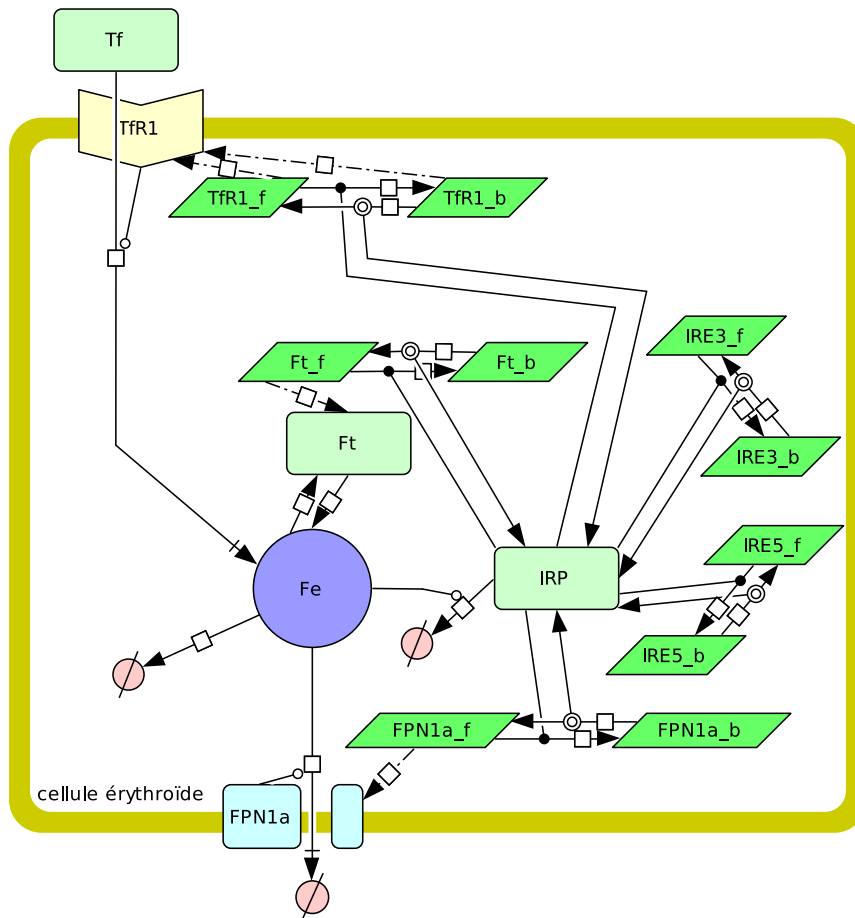 Tf
TfR1
TfR1_f
TfR1_b
IRE3_f
Ft_f
Ft_b
Ft
IRE3_b
IRE5_f
Fe
IRP
IRE5_b
FPN1a_f
FPN1a_b
cellule érythroïde
FPN1a